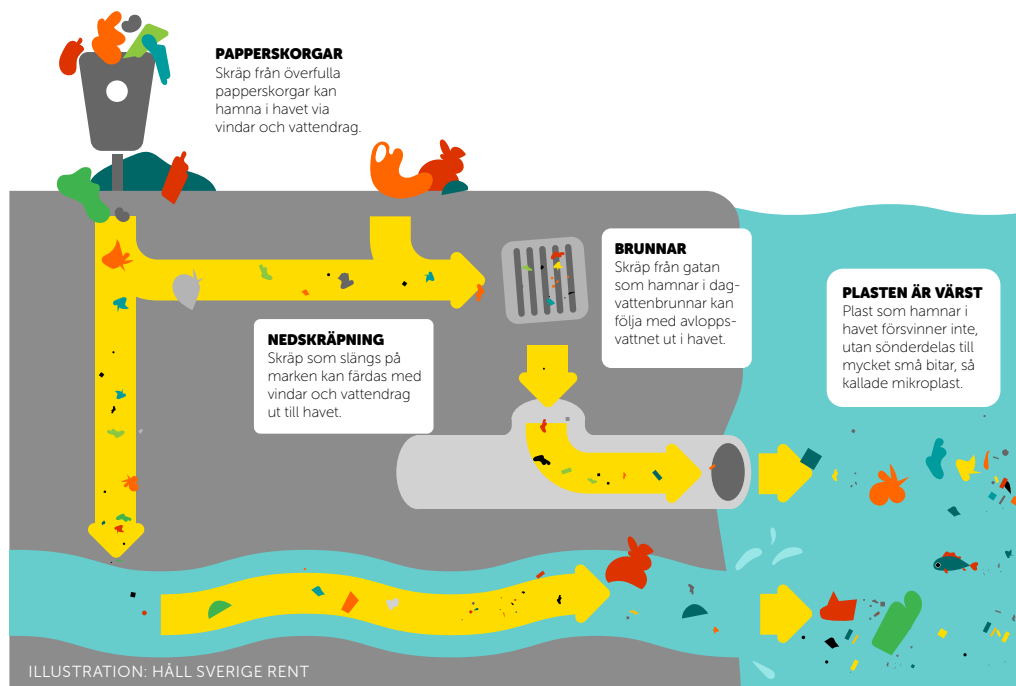 PAPPERSKORGAR
Skräp från överfulla
papperskorgar kan
hamna i havet via
vindar och vattendrag.
BRUNNAR
Skräp från gatan
som hamnar i dag-
vattenbrunnar kan
följa med avlopps-
vattnet ut i havet.
PLASTEN ÄR VÄRST
Plast som hamnar i
havet försvinner inte,
utan sönderdelas till
mycket små bitar, så
kallade mikroplast.
NEDSKRÄPNING
Skräp som slängs på
marken kan färdas med
vindar och vattendrag
ut till havet.
ILLUSTRATION: HÅLL SVERIGE RENT